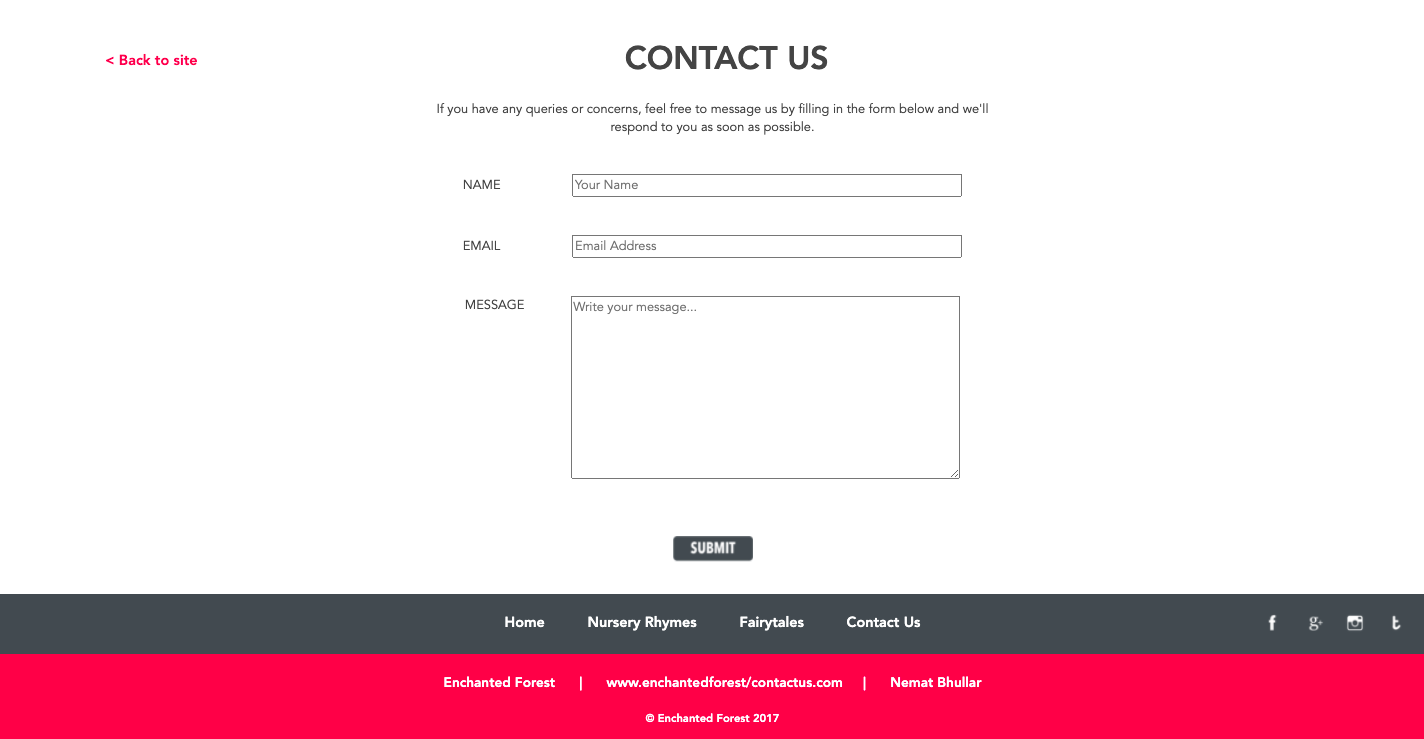 < Back to site
CONTACT US
If you have any queries or concerns, feel free to message us by filling in the form below and we'll
respond to you as soon as possible.
NAME
Your Name
EMAIL
Email Address
MESSAGE
Write your message...
SUBMIT
Home Nursery Rhymes Fairytales Contact Us
Enchanted Forest | www.enchantedforest/contactus.com | Nemat Bhullar
© Enchanted Forest 2017